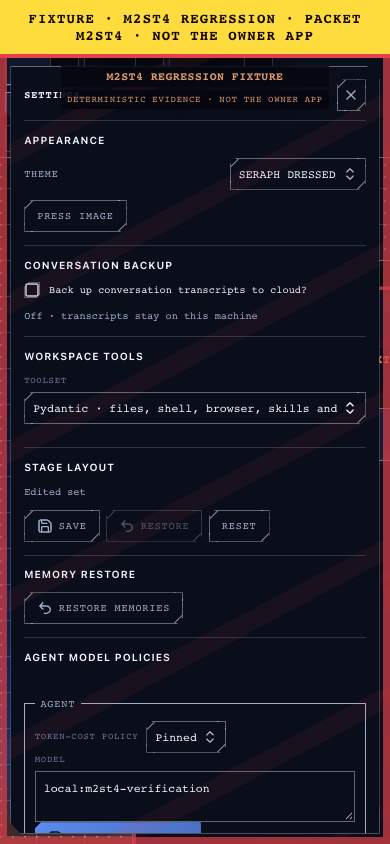 FIXTURE · M2ST4 REGRESSION · PACKET
M2ST4 · NOT THE OWNER APP
M2ST4 REGRESSION FIXTURE
DETERMINISTIC EVIDENCE · NOT THE OWNER APP
APPEARANCE
THEME
SERAPH DRESSED
PRESS IMAGE
CONVERSATION BACKUP
Back up conversation transcripts to cloud?
Off · transcripts stay on this machine
WORKSPACE TOOLS
TOOLSET
Pydantic · files, shell, browser, skills and
STAGE LAYOUT
Edited set
SAVE
RESTORE
RESET
MEMORY RESTORE
RESTORE MEMORIES
AGENT MODEL POLICIES
AGENT
TOKEN-COST POLICY
Pinned
MODEL
local:m2st4-verification